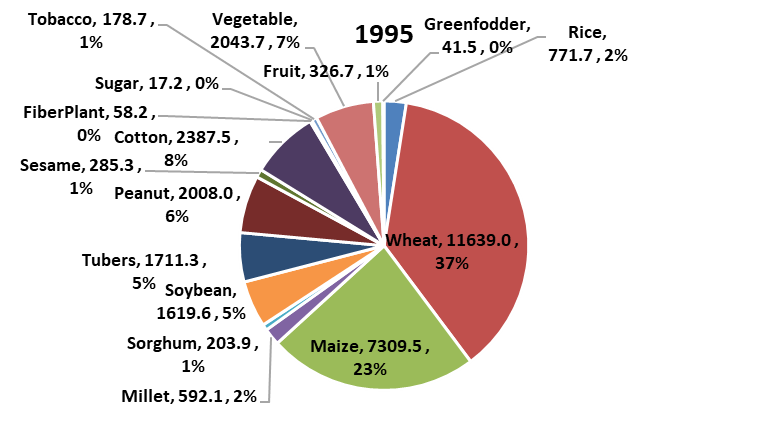 1995
Tobacco, 178.7 ,
1%
Vegetable,
2043.7 , 7%
Greenfodder,
41.5 , 0%
Rice,
771.7 , 2%
Fruit, 326.7 , 1%
Sugar, 17.2 , 0%
FiberPlant, 58.2 ,
0%
Cotton, 2387.5 ,
8%
Sesame, 285.3 ,
1%
Peanut, 2008.0 ,
6%
Wheat, 11639.0 ,
37%
Tubers, 1711.3 ,
5%
Soybean,
1619.6 , 5%
Sorghum, 203.9 ,
1%
Maize, 7309.5 ,
23%
Millet, 592.1 , 2%